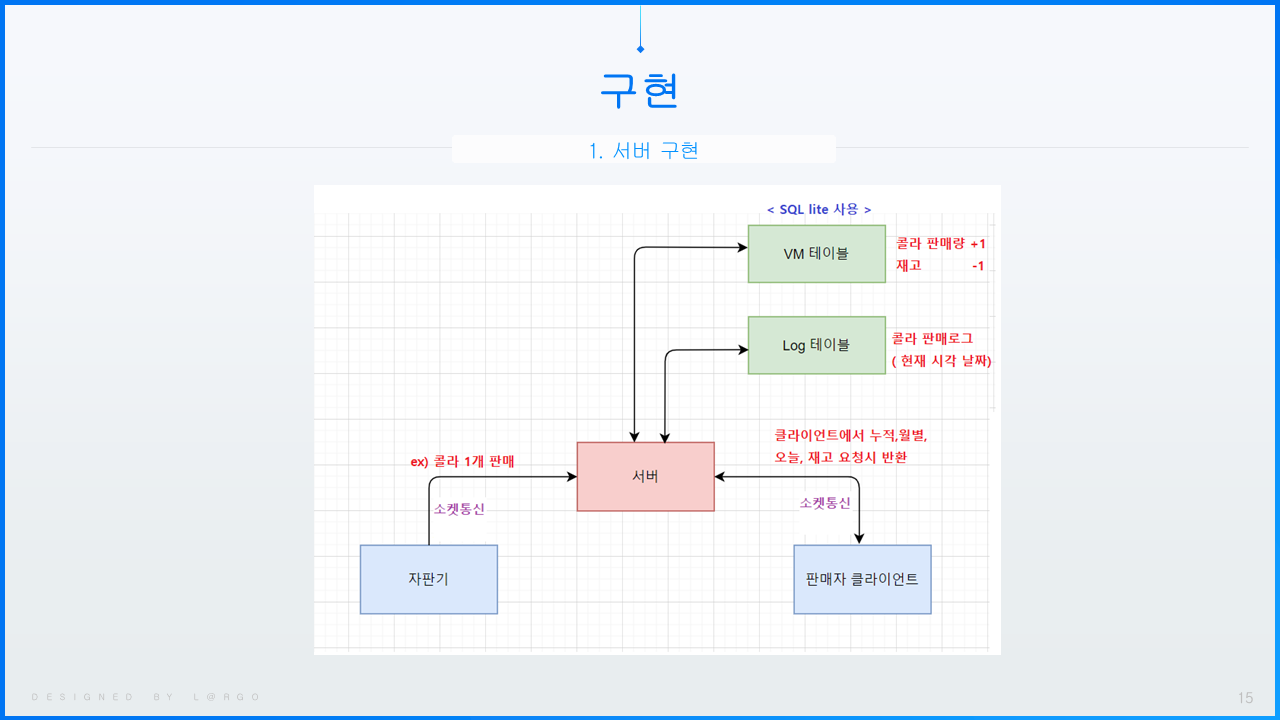 구현
1. 서버 구현
< SQL lite 사용 >
VM 테이블
콜라 판매량 +1
재고 -1
Log 테이블
콜라 판매로그
( 현재 시각 날짜)
클라이언트에서 누적,월별,
오늘, 재고 요청시 반환
ex) 콜라 1개 판매
서버
소켓통신
소켓통신
자판기
판매자 클라이언트
DESIGNED BY L@RGO
15